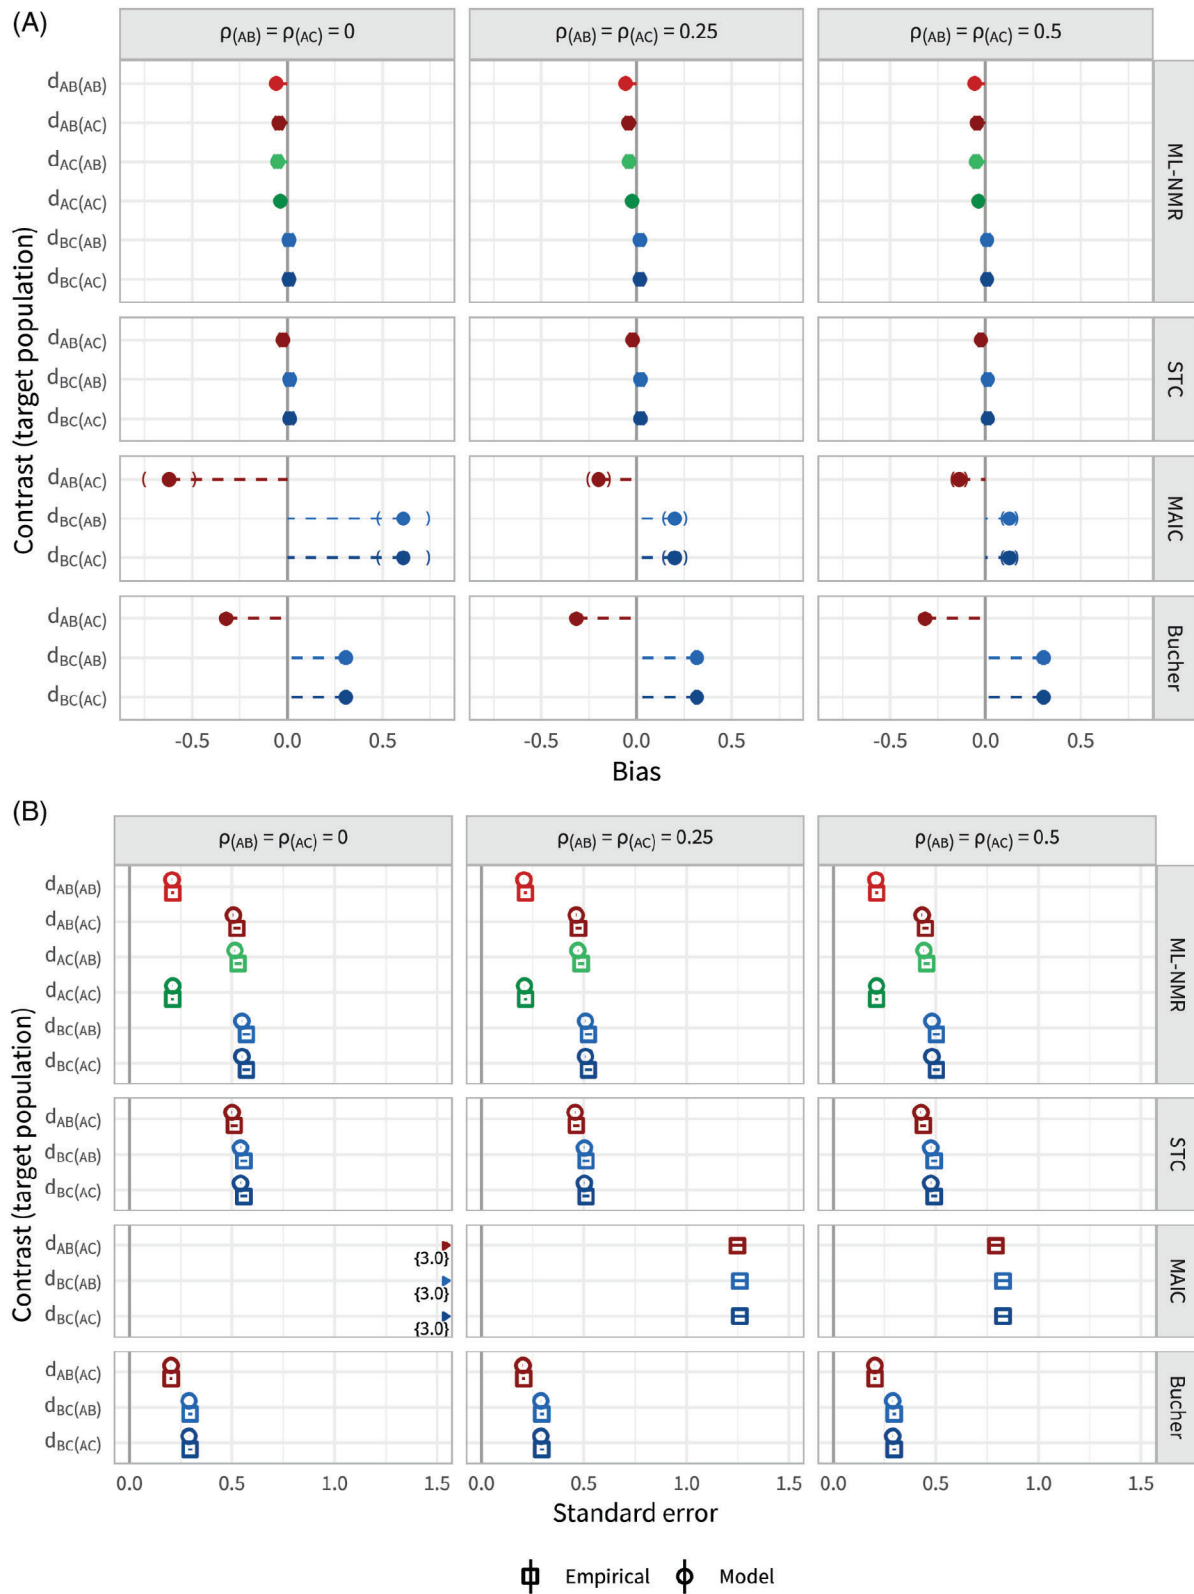 (A)
ρ(AB) = ρ(AC) = 0
ρ(AB) = ρ(AC) = 0.25
ρ(AB) = ρ(AC) = 0.5
Contrast (target population)
dAB(AB)
dAB(AC)
dAC(AB)
dAC(AC)
dBC(AB)
dBC(AC)
ML-NMR
dAB(AC)
dBC(AB)
dBC(AC)
STC
dAB(AC)
dBC(AB)
dBC(AC)
MAIC
dAB(AC)
dBC(AB)
dBC(AC)
Bucher
-0.5 0.0 0.5
-0.5 0.0 0.5
-0.5 0.0 0.5
Bias
(B)
ρ(AB) = ρ(AC) = 0
ρ(AB) = ρ(AC) = 0.25
ρ(AB) = ρ(AC) = 0.5
Contrast (target population)
dAB(AB)
dAB(AC)
dAC(AB)
dAC(AC)
dBC(AB)
dBC(AC)
ML-NMR
dAB(AC)
dBC(AB)
dBC(AC)
STC
dAB(AC)
{3.0}
dBC(AB)
{3.0}
dBC(AC)
{3.0}
MAIC
dAB(AC)
dBC(AB)
dBC(AC)
Bucher
0.0 0.5 1.0 1.5
0.0 0.5 1.0 1.5
0.0 0.5 1.0 1.5
Standard error
Empirical Model